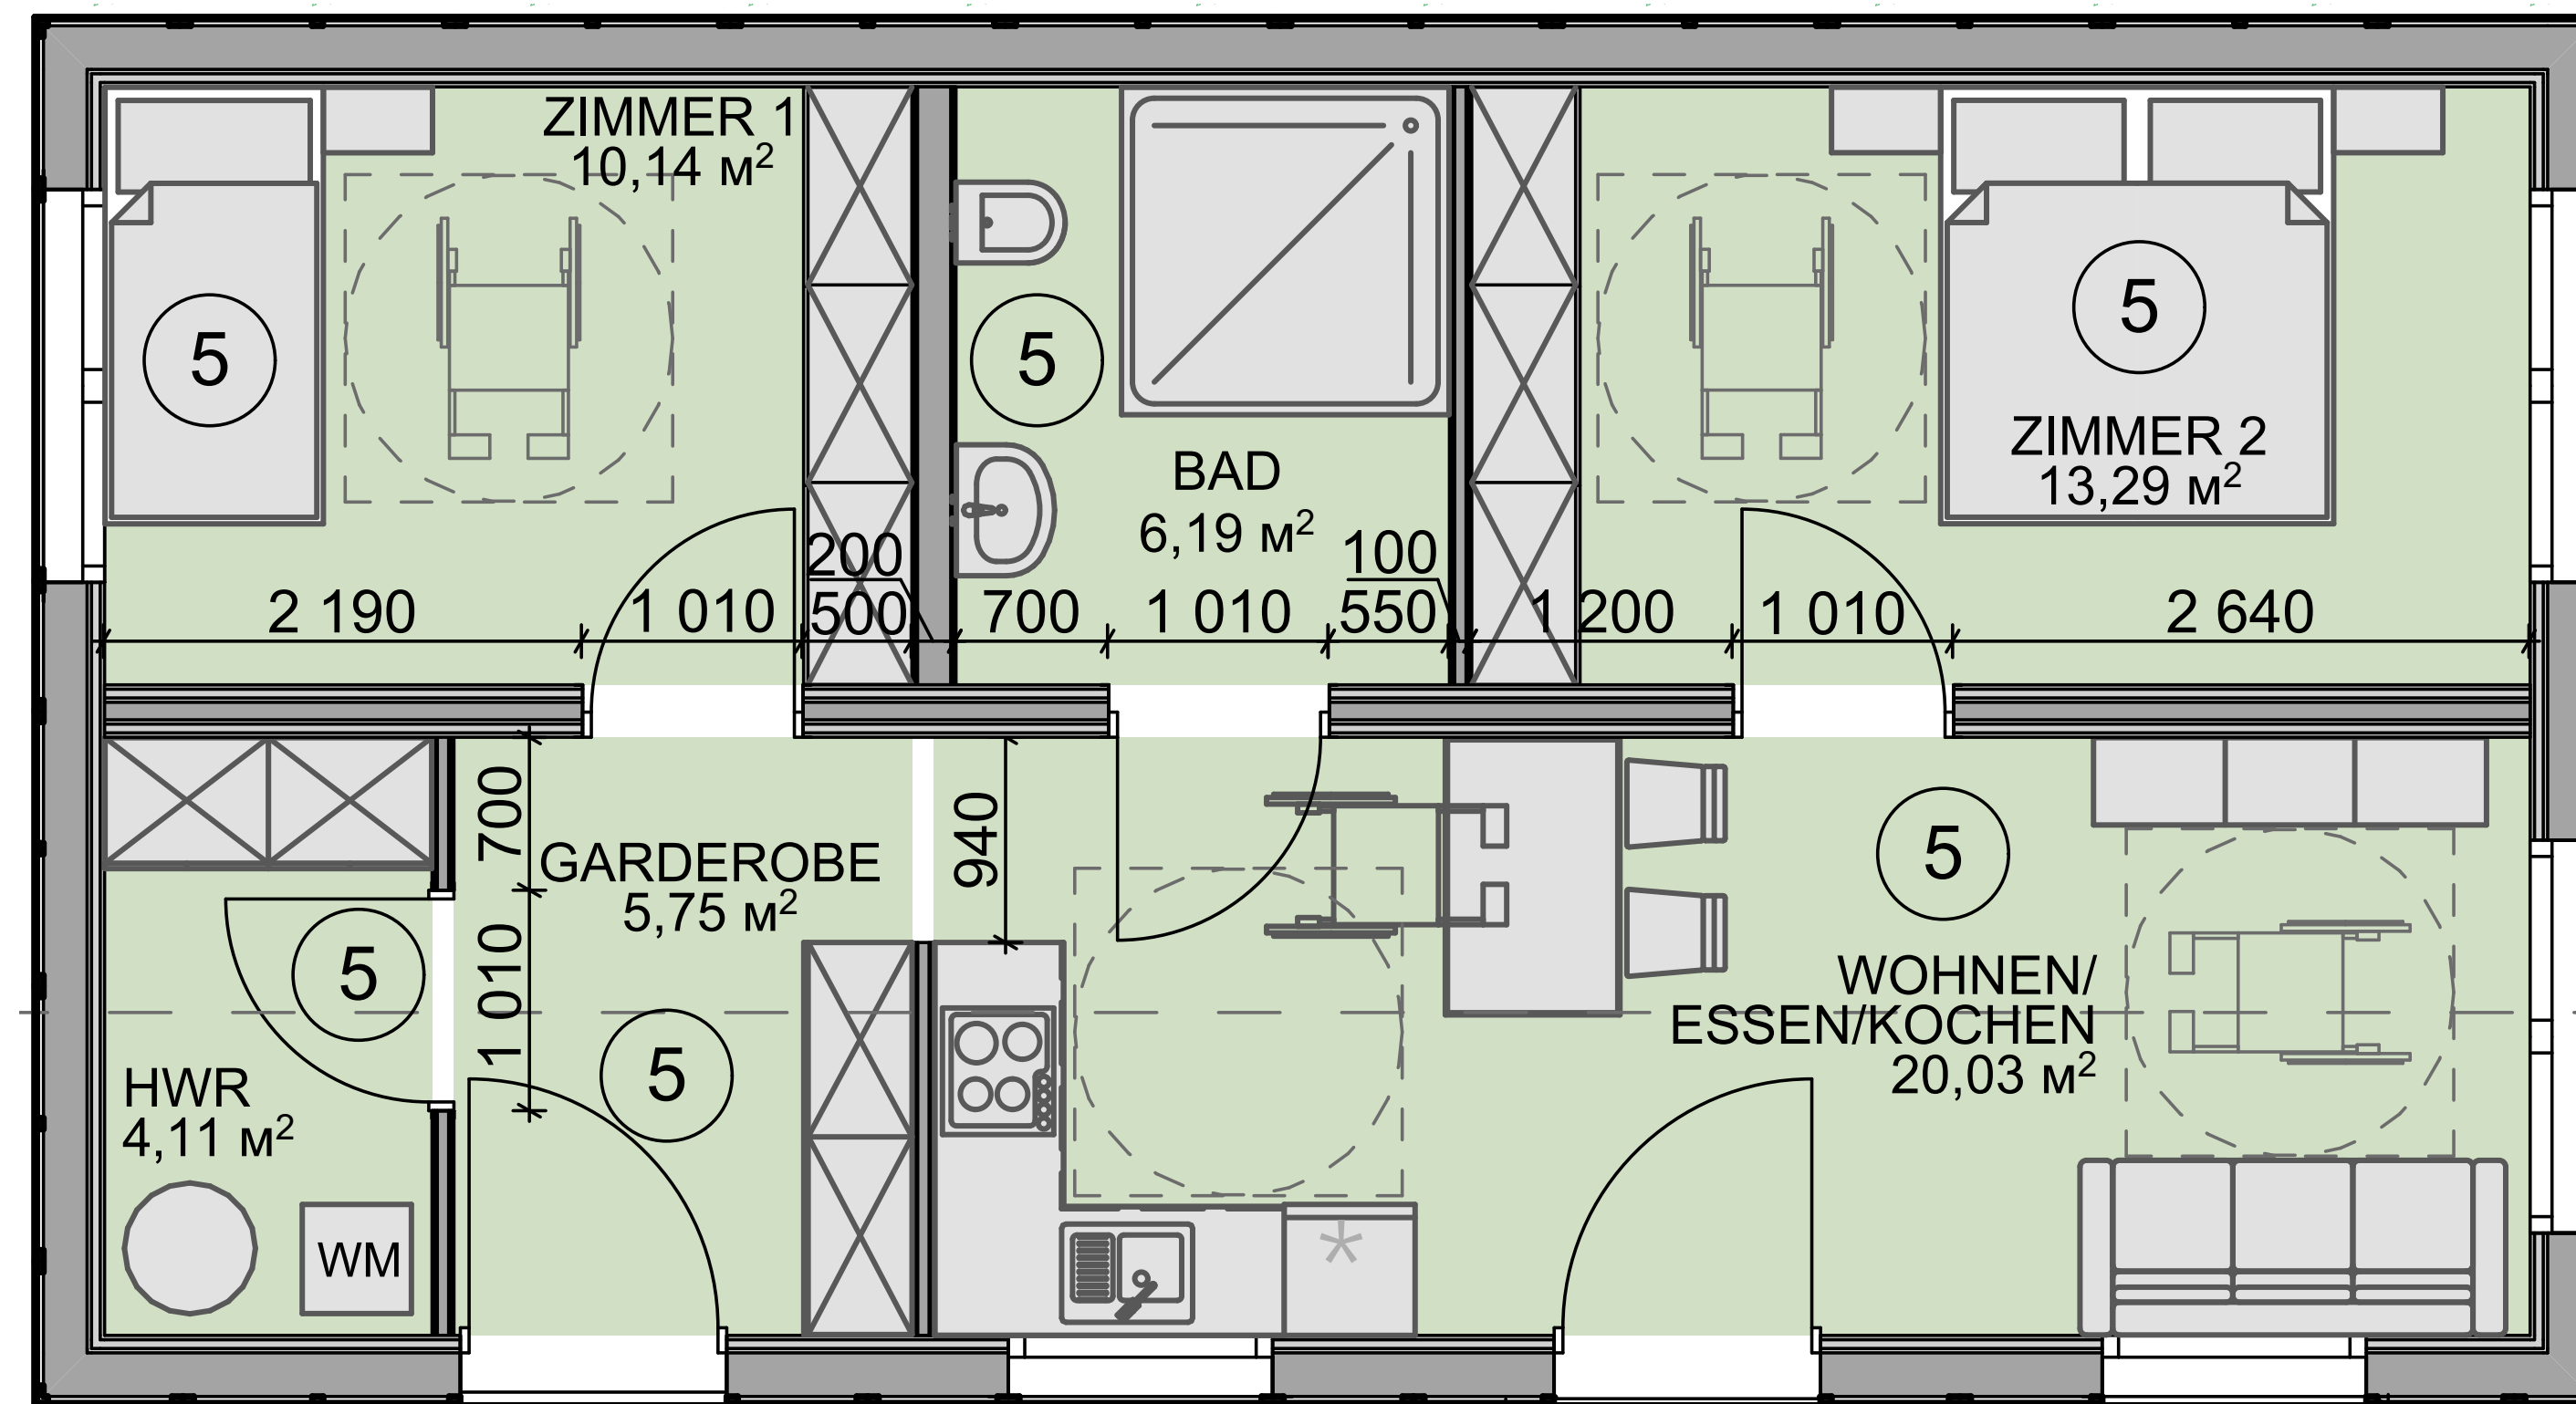 ZIMMER 1
10,14 м²
5
5
5
ZIMMER 2
13,29 м²
BAD
6,19 м²
200
100
2 190
1 010
500
700
1 010
550
1 200
1 010
2 640
700
940
GARDEROBE
5,75 м²
5
5
1 010
5
WOHNEN/
ESSEN/KOCHEN
20,03 м²
HWR
4,11 м²
WM
*